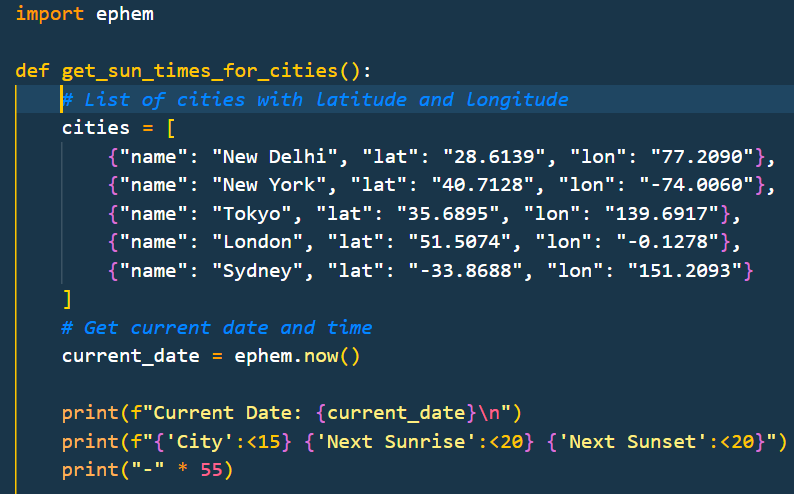 import ephem
def get_sun_times_for_cities():
# List of cities with latitude and longitude
cities = [
{"name": "New Delhi", "lat": "28.6139", "lon": "77.2090"},
{"name": "New York", "lat": "40.7128", "lon": "-74.0060"},
{"name": "Tokyo", "lat": "35.6895", "lon": "139.6917"},
{"name": "London", "lat": "51.5074", "lon": "-0.1278"},
{"name": "Sydney", "lat": "-33.8688", "lon": "151.2093"}
]
# Get current date and time
current_date = ephem.now()
print(f"Current Date: {current_date}\n")
print(f"{'City':<15} {'Next Sunrise':<20} {'Next Sunset':<20}")
print("-" * 55)